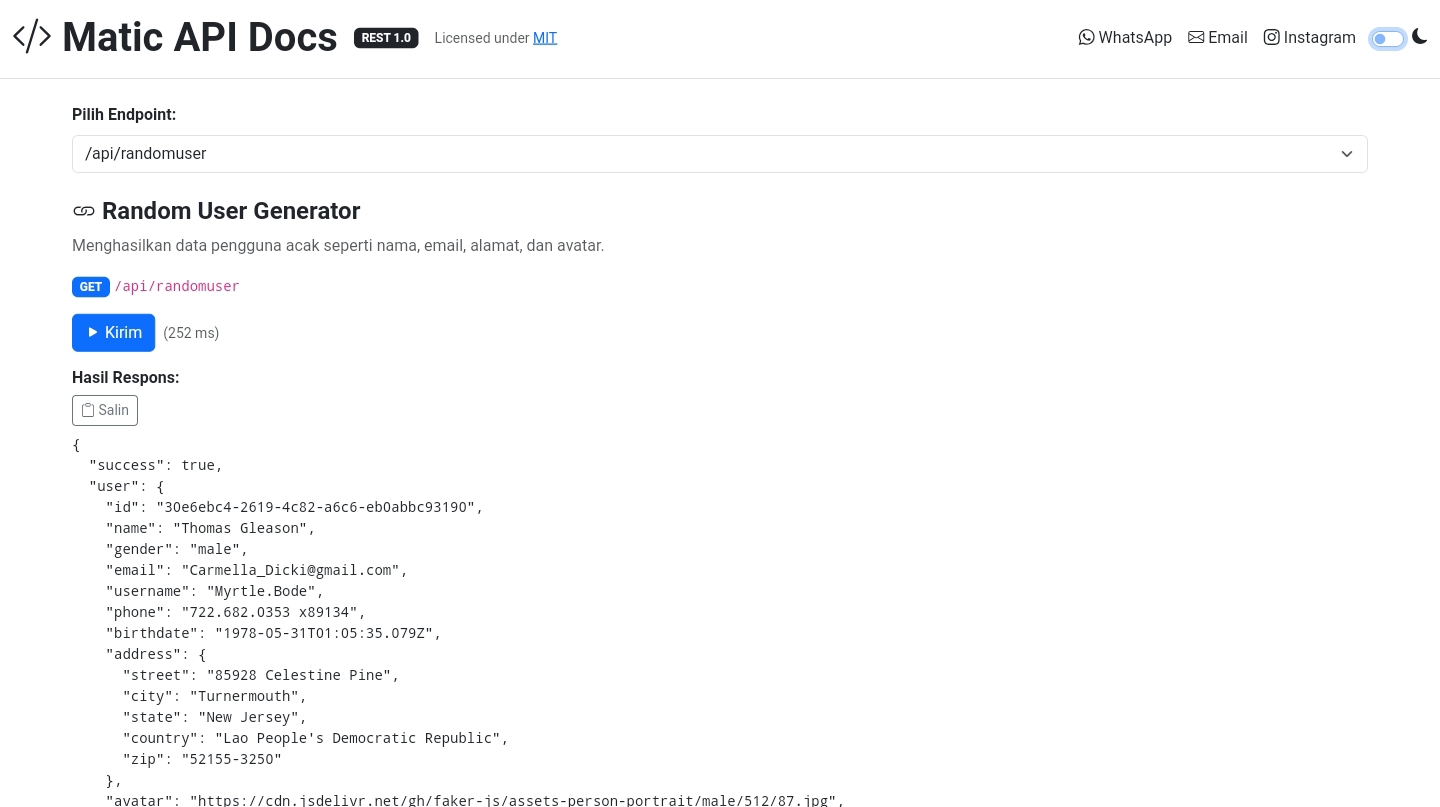 Matic API Docs REST 1.0 Licensed under MIT WhatsApp Email Instagram
Pilih Endpoint:
/api/randomuser
Random User Generator
Menghasilkan data pengguna acak seperti nama, email, alamat, dan avatar.
GET /api/randomuser
Kirim (252 ms)
Hasil Respons:
Salin
{
  "success": true,
  "user": {
    "id": "30e6ebc4-2619-4c82-a6c6-eb0abbc93190",
    "name": "Thomas Gleason",
    "gender": "male",
    "email": "Carmella_Dicki@gmail.com",
    "username": "Myrtle.Bode",
    "phone": "722.682.0353 x89134",
    "birthdate": "1978-05-31T01:05:35.079Z",
    "address": {
      "street": "85928 Celestine Pine",
      "city": "Turnermouth",
      "state": "New Jersey",
      "country": "Lao People's Democratic Republic",
      "zip": "52155-3250"
    },
    "avatar": "https://cdn.jsdelivr.net/gh/faker-js/assets-person-portrait/male/512/87.jpg",